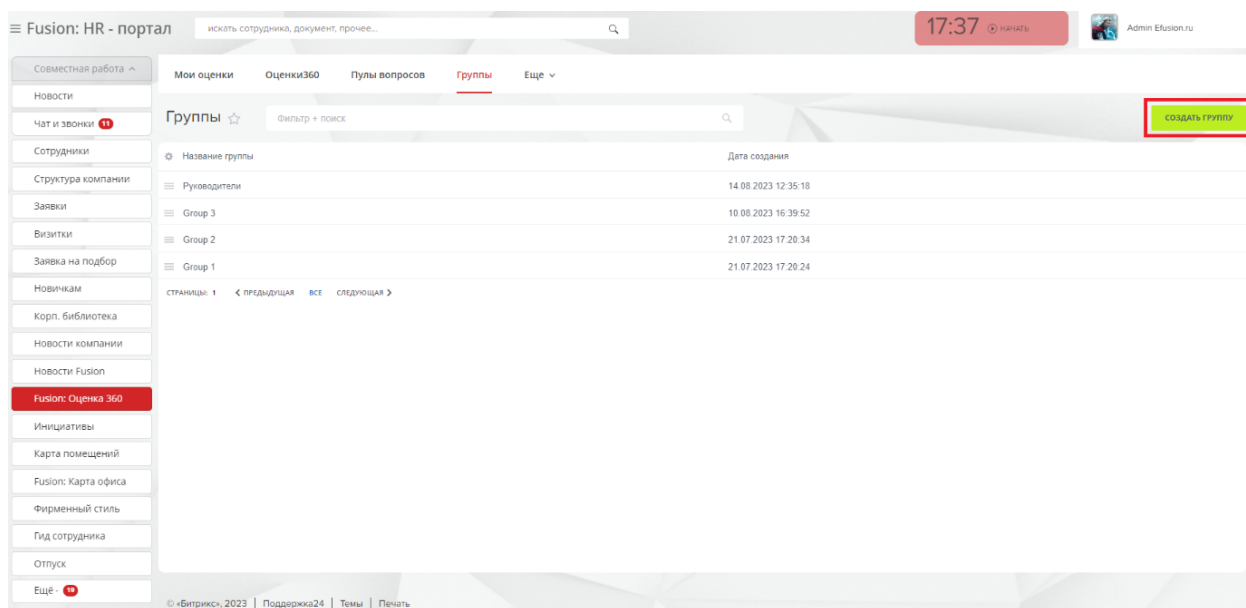 Fusion: HR - портал
искать сотрудника, документ, прочее...
17:37 НАЧАТЬ
Admin Efusion.ru
Совместная работа
Новости
Чат и звонки 11
Сотрудники
Структура компании
Заявки
Визитки
Заявка на подбор
Новичкам
Корп. библиотека
Новости компании
Новости Fusion
Fusion: Оценка 360
Инициативы
Карта помещений
Fusion: Карта офиса
Фирменный стиль
Гид сотрудника
Отпуск
Ещё - 19
Мои оценки Оценки360 Пулы вопросов Группы Еще
Группы Фильтр + поиск СОЗДАТЬ ГРУППУ
Название группы Дата создания
Руководители 14.08.2023 12:35:18
Group 3 10.08.2023 16:39:52
Group 2 21.07.2023 17:20:34
Group 1 21.07.2023 17:20:24
СТРАНИЦЫ: 1 ПРЕДЫДУЩАЯ ВСЕ СЛЕДУЮЩАЯ
© «Битрикс», 2023 | Поддержка24 | Темы | Печать